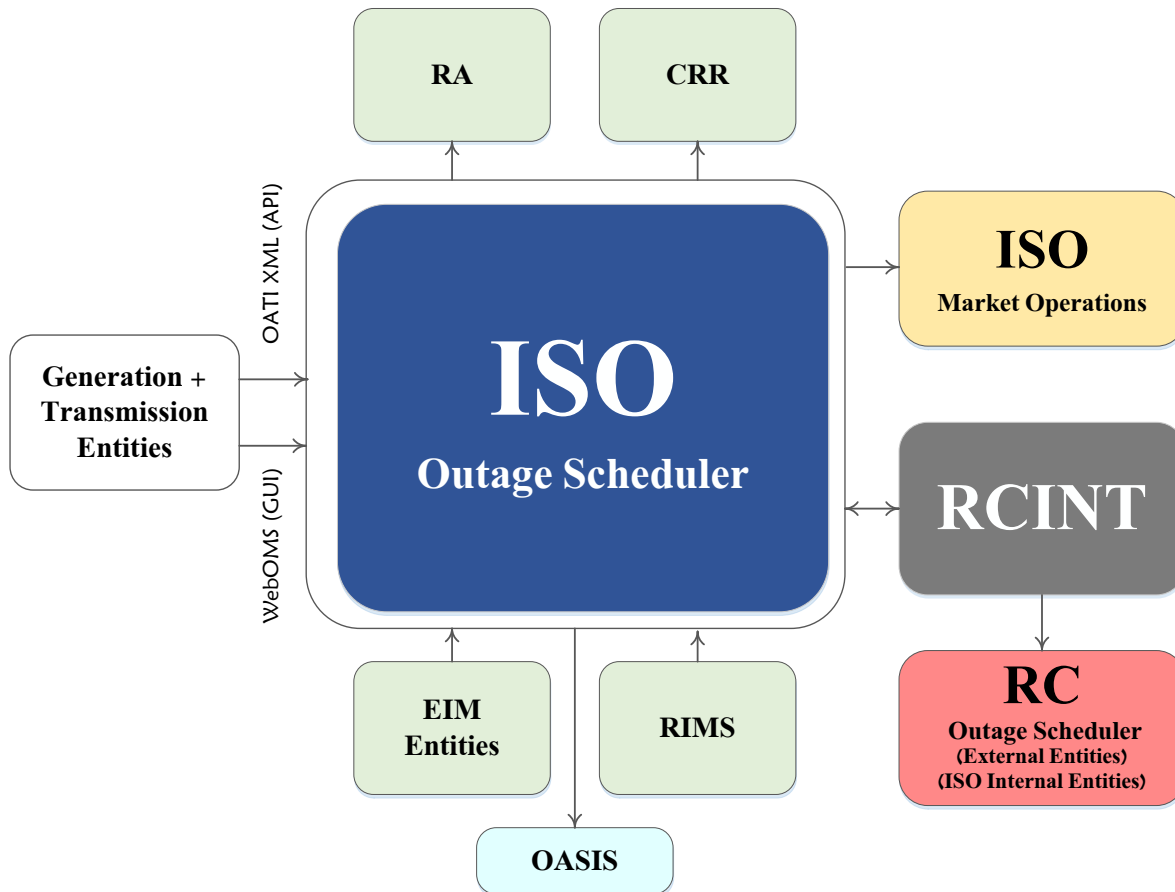 RA
CRR
OATI XML (API)
ISO
Market Operations
Generation +
Transmission
Entities
ISO
Outage Scheduler
WebOMS (GUI)
RCINT
EIM
Entities
RIMS
RC
Outage Scheduler
(External Entities)
(ISO Internal Entities)
OASIS